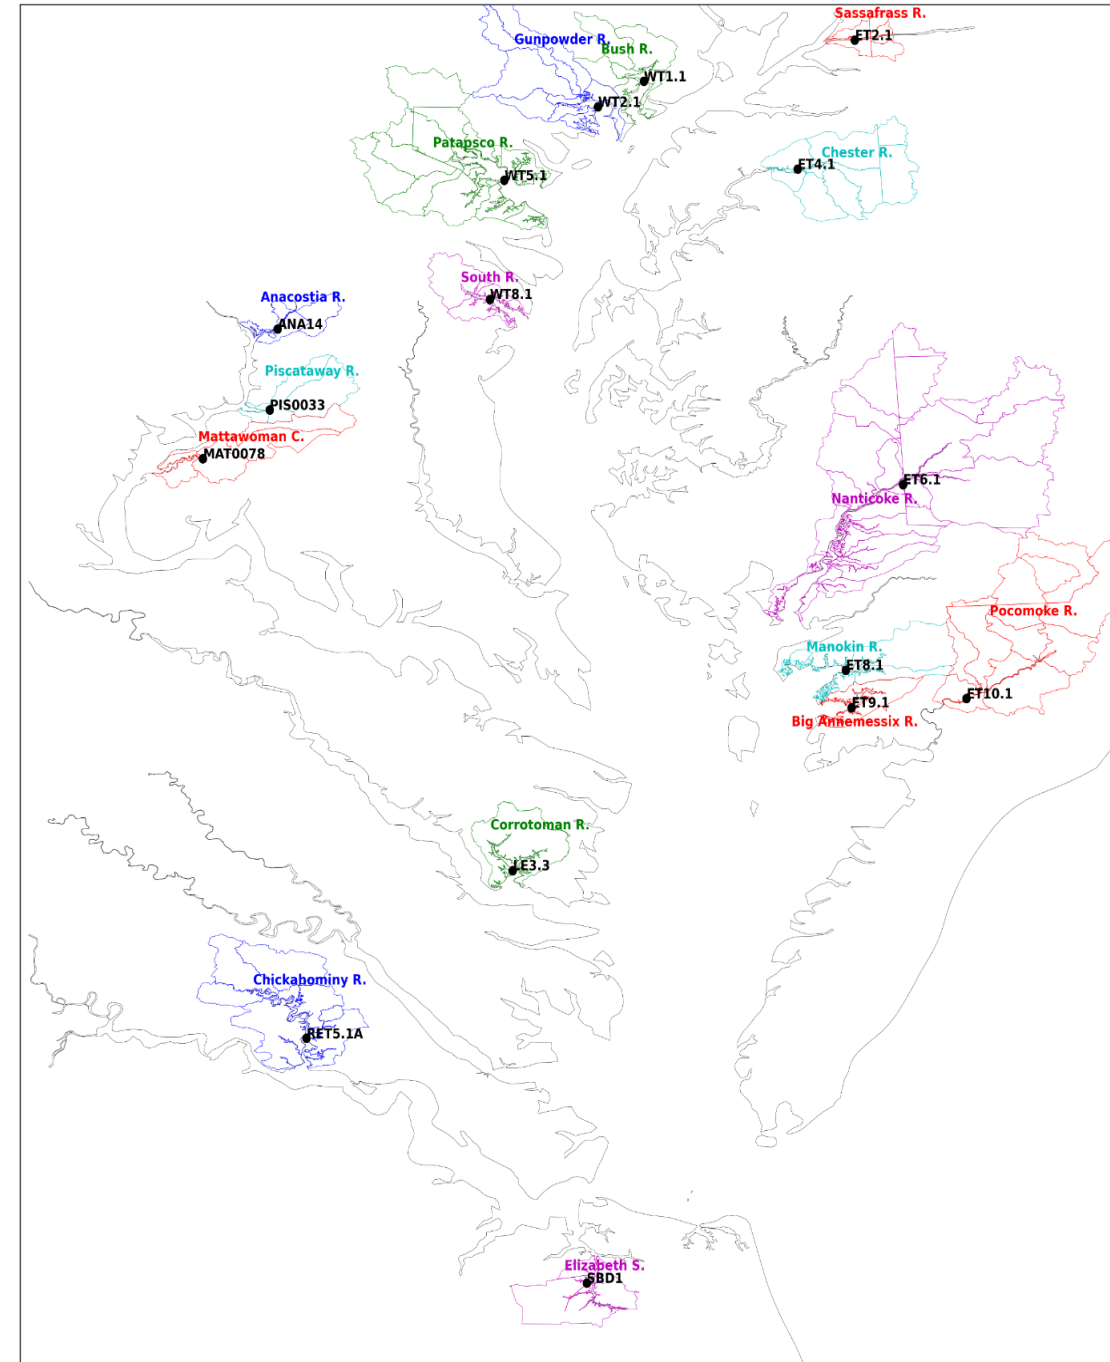 Sassafrass R.
ET2.1
Gunpowder R.
Bush R.
WT1.1
WT2.1
Patapsco R.
WT5.1
Chester R.
ET4.1
South R.
WT8.1
Anacostia R.
ANA14
Piscataway R.
PIS0033
Mattawoman C.
MAT0078
ET6.1
Nanticoke R.
Pocomoke R.
Manokin R.
ET8.1
ET9.1
ET10.1
Big Annemessix R.
Corrotoman R.
LE3.3
Chickahominy R.
RET5.1A
Elizabeth S.
SBD1